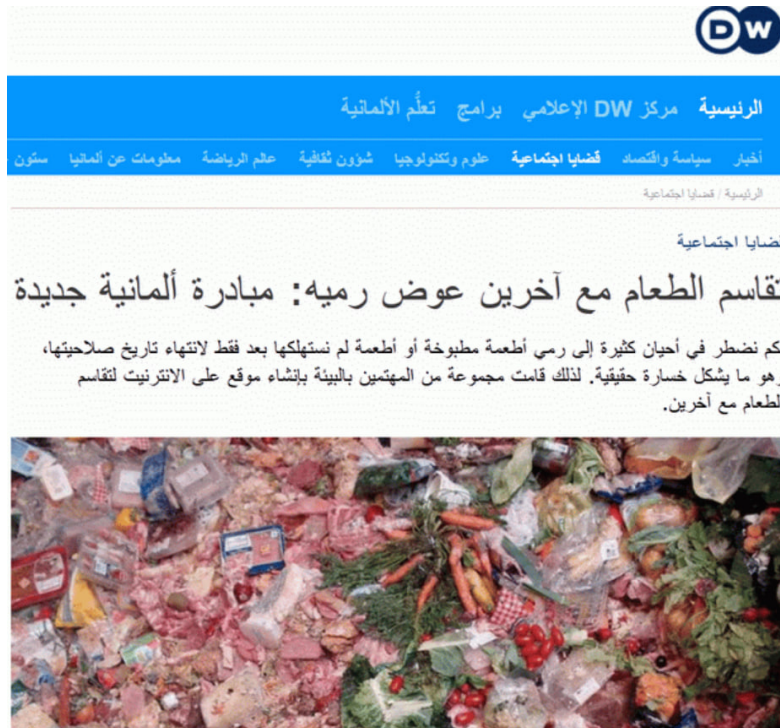 DW
الرئيسية مركز DW الإعلامي برامج تعلَّم الألمانية
أخبار سياسة واقتصاد قضايا اجتماعية علوم وتكنولوجيا شؤون ثقافية عالم الرياضة معلومات عن ألمانيا ستون
الرئيسية / قضايا اجتماعية
قضايا اجتماعية
تقاسم الطعام مع آخرين عوض رميه: مبادرة ألمانية جديدة
كم نضطر في أحيان كثيرة إلى رمي أطعمة مطبوخة أو أطعمة لم نستهلكها بعد فقط لانتهاء تاريخ صلاحيتها،
وهو ما يشكل خسارة حقيقية. لذلك قامت مجموعة من المهتمين بالبيئة بإنشاء موقع على الانترنيت لتقاسم
الطعام مع آخرين.